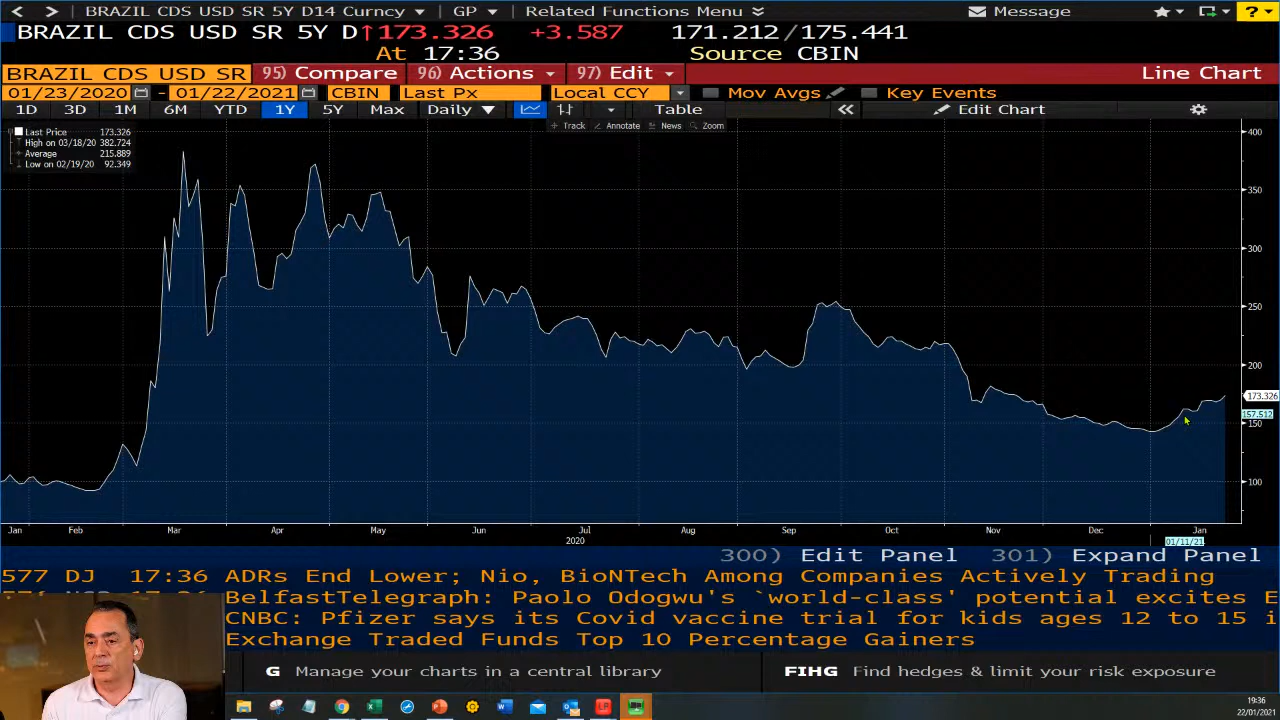 BRAZIL CDS USD SR 5Y D14 Curncy GP Related Functions Menu Message ?
BRAZIL CDS USD SR 5Y D↑173.326 +3.587 171.212/175.441
At 17:36 Source CBIN
BRAZIL CDS USD SR 95) Compare 96) Actions 97) Edit Line Chart
01/23/2020 - 01/22/2021 CBIN Last Px Local CCY Mov Avgs Key Events
1D 3D 1M 6M YTD 1Y 5Y Max Daily Table Edit Chart
Track Annotate News Zoom
Last Price 173.326
High on 03/18/20 382.724
Average 215.889
Low on 02/19/20 92.349
400
350
300
250
200
173.326
157.512
150
100
Jan Feb Mar Apr May Jun Jul Aug Sep Oct Nov Dec Jan
2020 01/11/21
300) Edit Panel 301) Expand Panel
577 DJ 17:36 ADRs End Lower; Nio, BioNTech Among Companies Actively Trading
BelfastTelegraph: Paolo Odogwu's `world-class' potential excites E
CNBC: Pfizer says its Covid vaccine trial for kids ages 12 to 15 i
Exchange Traded Funds Top 10 Percentage Gainers
G Manage your charts in a central library FIHG Find hedges & limit your risk exposure
19:36
22/01/2021